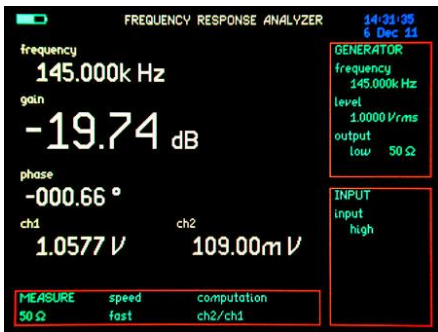 FREQUENCY RESPONSE ANALYZER
14:31:35
6 Dec 11
frequency
145.000k Hz
gain
-19.74 dB
phase
-000.66 °
ch1 ch2
1.0577 V 109.00m V
GENERATOR
frequency
145.000k Hz
level
1.0000 Vrms
output
low 50 Ω
INPUT
input
high
MEASURE speed computation
50 Ω fast ch2/ch1